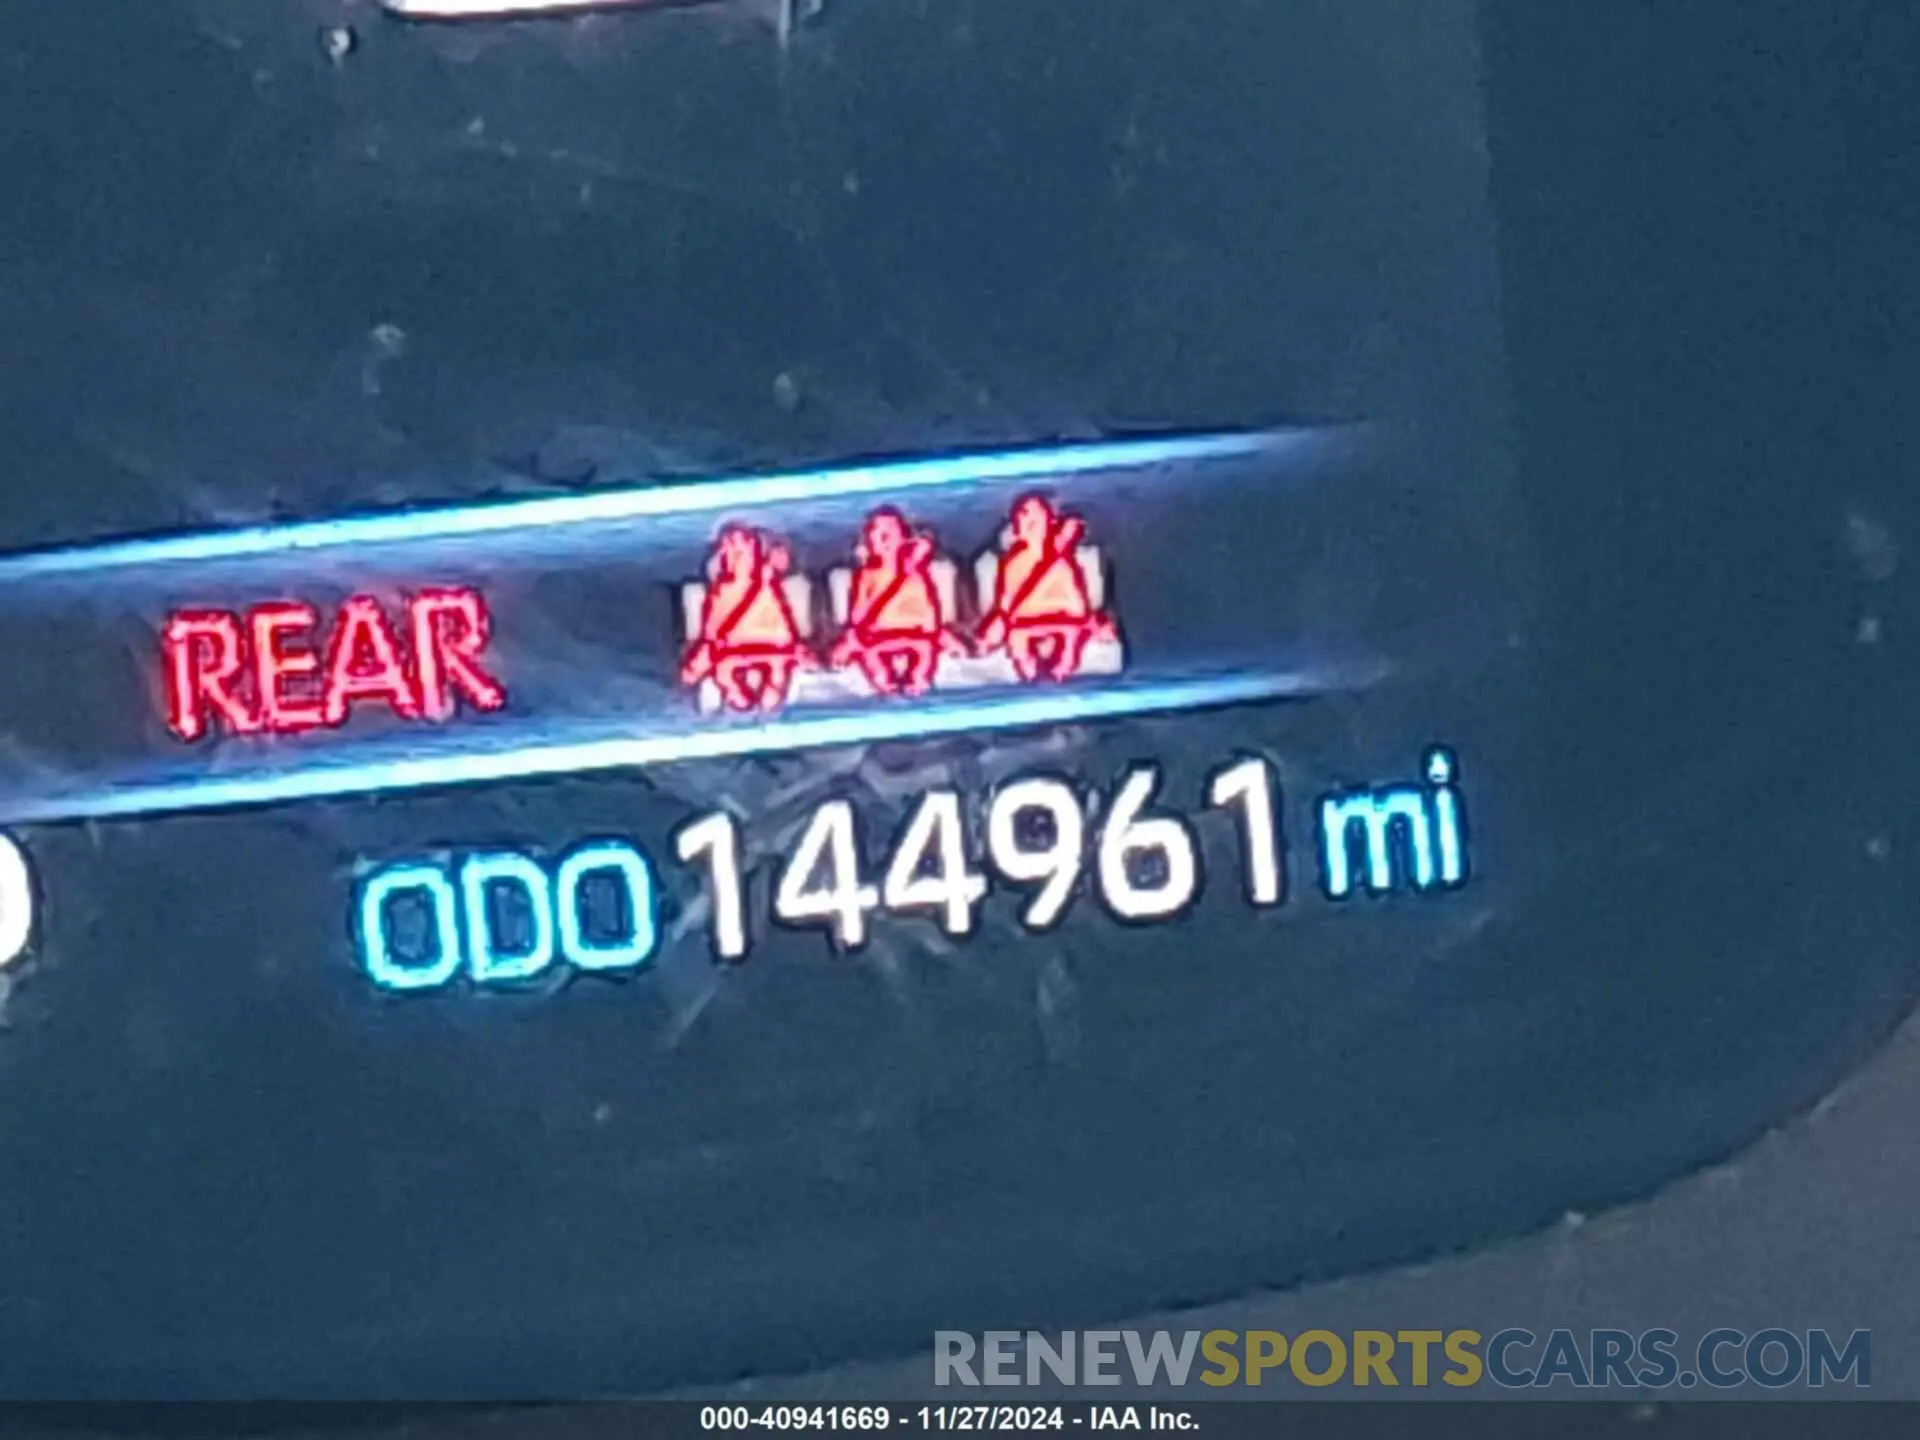 REAR
ODO 144961 mi
RENEWSPORTSCARS.COM
000-40941669 - 11/27/2024 - IAA Inc.